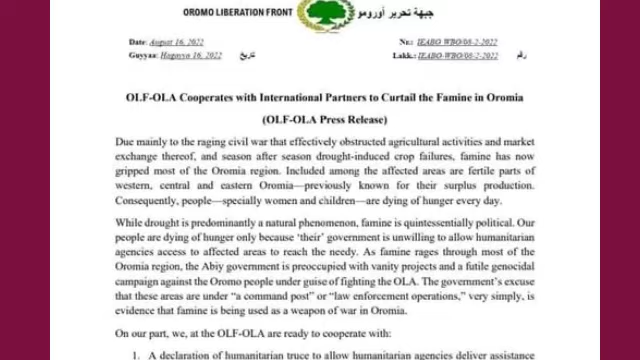 OROMO LIBERATION FRONT
جبهة تحرير أورومو
Date: August 16, 2022
Nr.: IEABO-WBO/08-2-2022
Guyyaa: Hagayya 16, 2022 تاريخ
Lakk.: IEABO-WBO/08-2-2022 رقم
OLF-OLA Cooperates with International Partners to Curtail the Famine in Oromia
(OLF-OLA Press Release)
Due mainly to the raging civil war that effectively obstructed agricultural activities and market
exchange thereof, and season after season drought-induced crop failures, famine has now
gripped most of the Oromia region. Included among the affected areas are fertile parts of
western, central and eastern Oromia—previously known for their surplus production.
Consequently, people—specially women and children—are dying of hunger every day.
While drought is predominantly a natural phenomenon, famine is quintessentially political. Our
people are dying of hunger only because 'their' government is unwilling to allow humanitarian
agencies access to affected areas to reach the needy. As famine rages through most of the
Oromia region, the Abiy government is preoccupied with vanity projects and a futile genocidal
campaign against the Oromo people under guise of fighting the OLA. The government's excuse
that these areas are under "a command post" or "law enforcement operations," very simply, is
evidence that famine is being used as a weapon of war in Oromia.
On our part, we, at the OLF-OLA are ready to cooperate with:
1. A declaration of humanitarian truce to allow humanitarian agencies deliver assistance